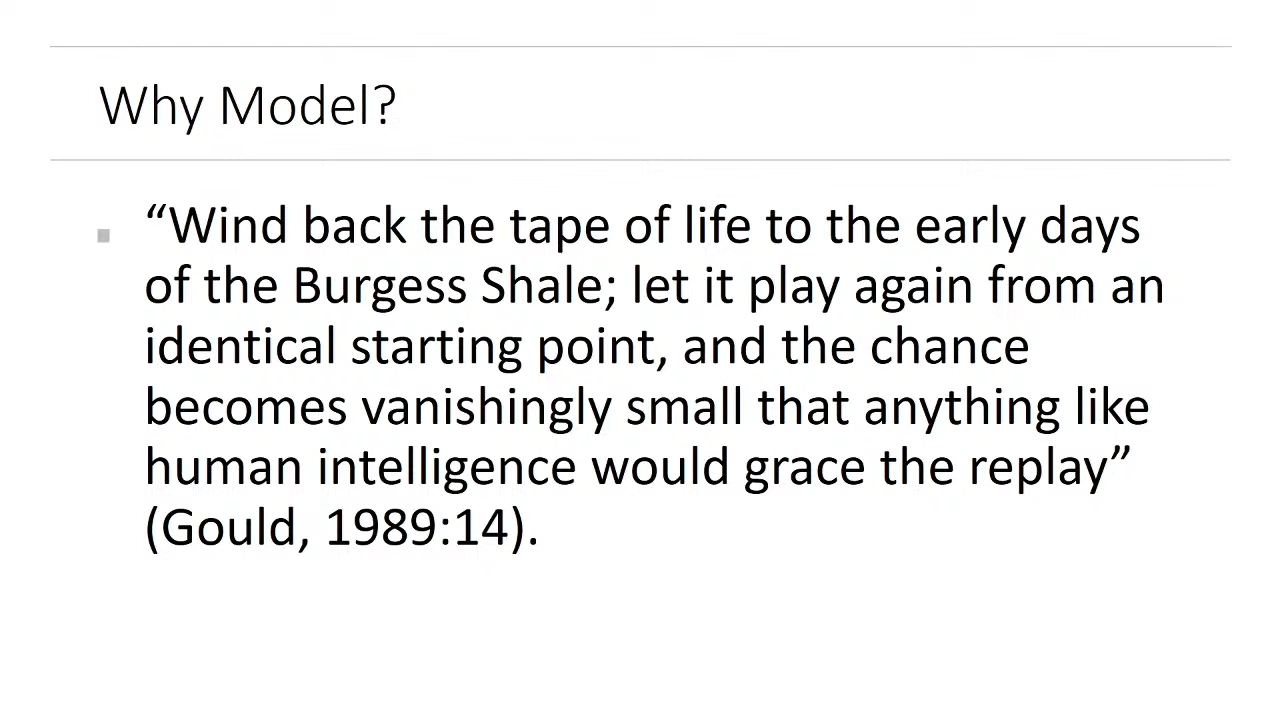 Why Model?
“Wind back the tape of life to the early days
of the Burgess Shale; let it play again from an
identical starting point, and the chance
becomes vanishingly small that anything like
human intelligence would grace the replay”
(Gould, 1989:14).